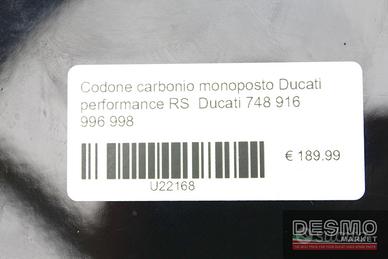 Codone carbonio monoposto Ducati
performance RS Ducati 748 916
996 998
€ 189.99
U22168
DESMO
MARKET